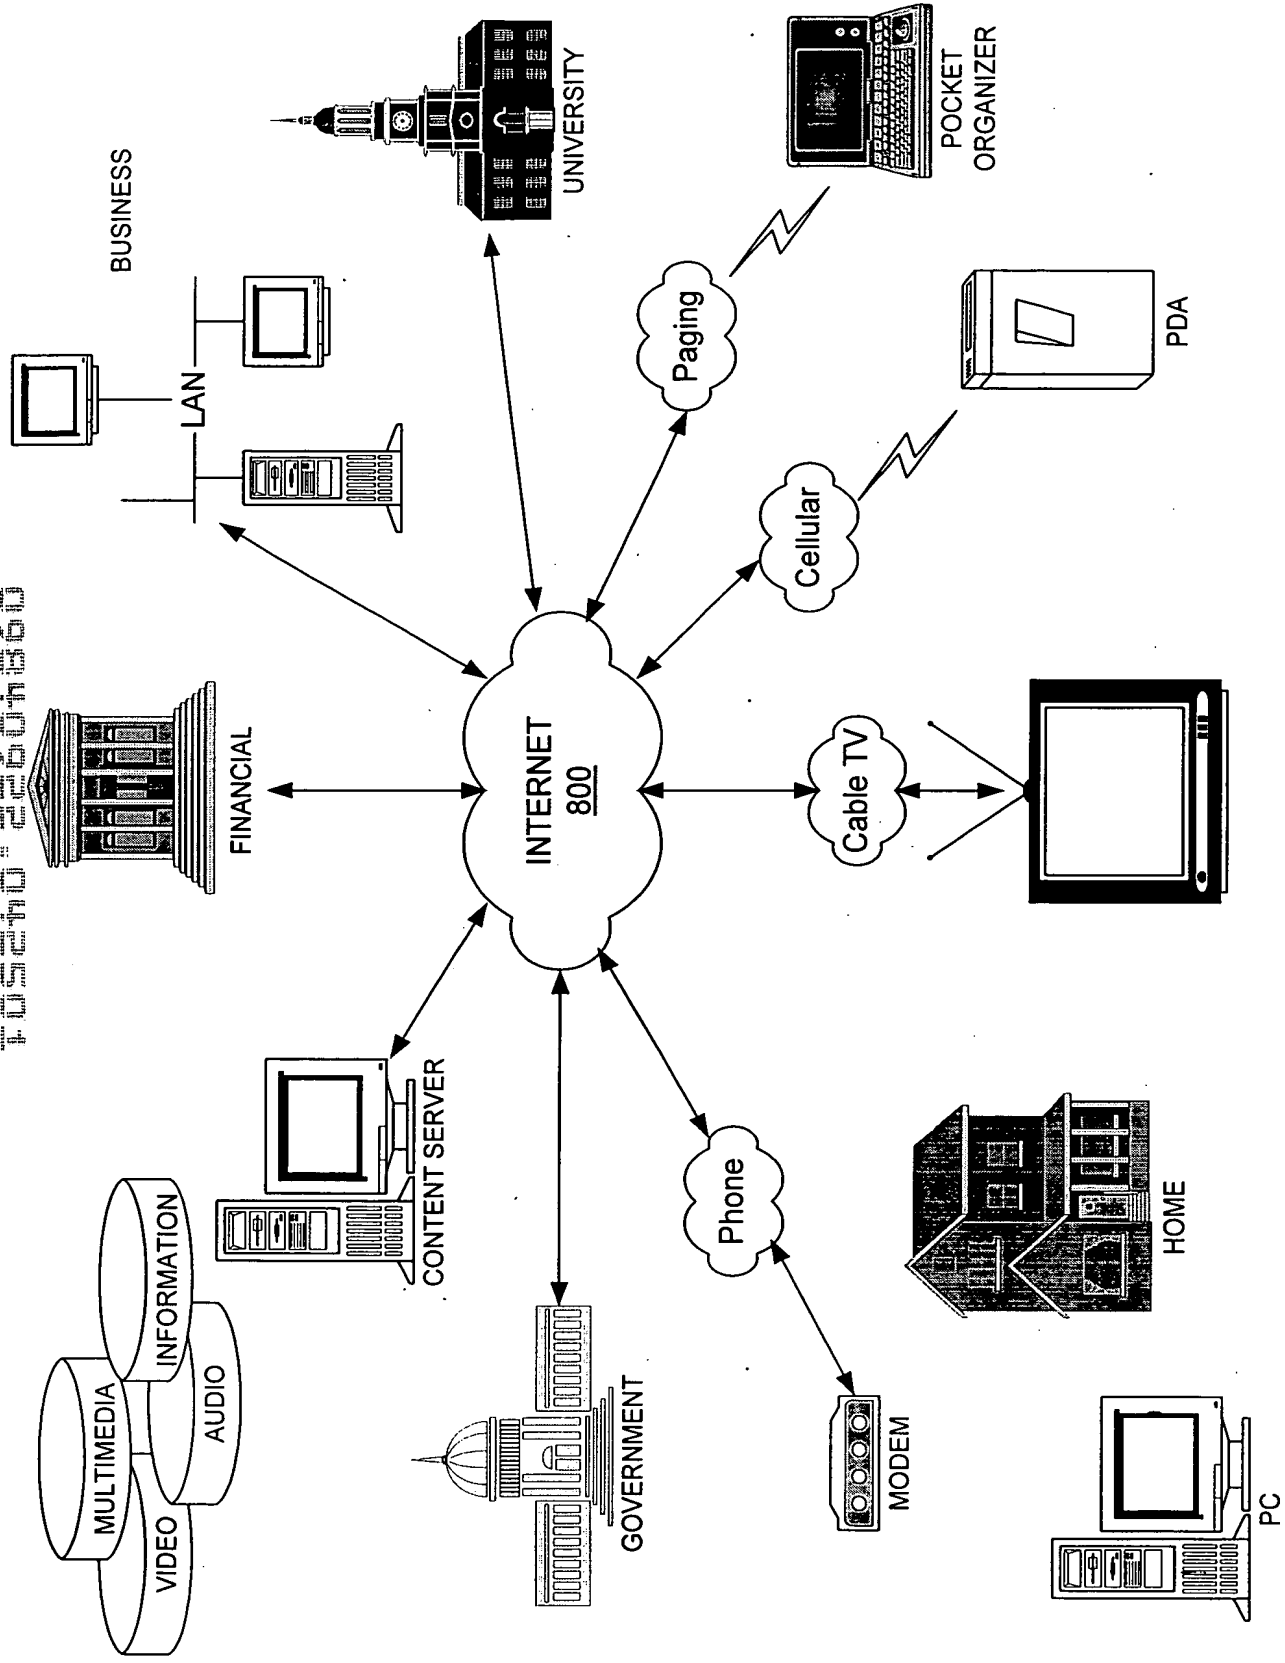 MULTIMEDIA
VIDEO
INFORMATION
AUDIO
BUSINESS
LAN
FINANCIAL
CONTENT SERVER
UNIVERSITY
INTERNET
800
GOVERNMENT
Paging
Phone
Cellular
Cable TV
MODEM
POCKET
ORGANIZER
HOME
PDA
PC